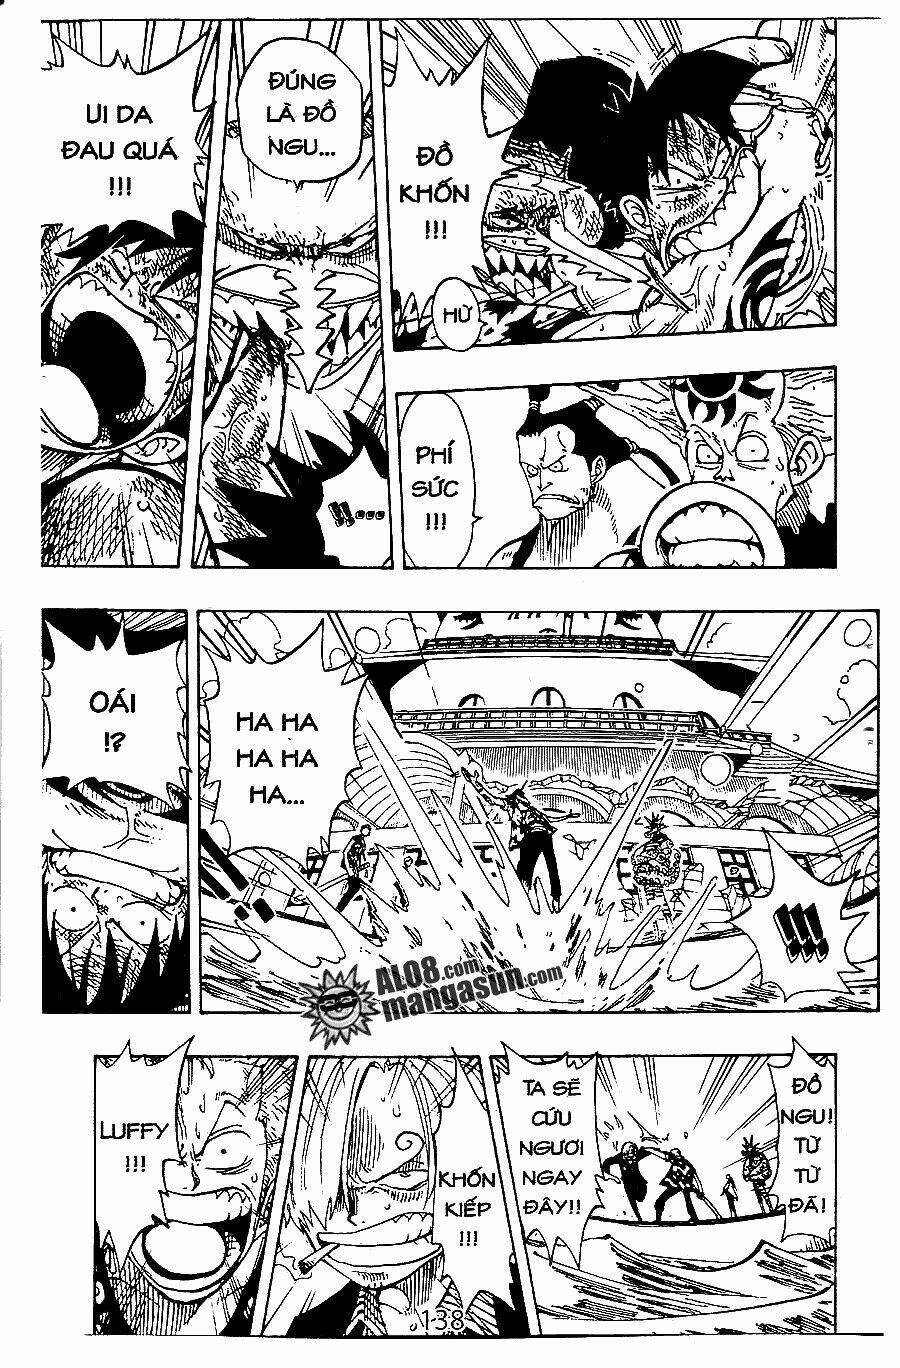 ĐỒ
KHỐN
!!!
HỪ
ĐÚNG
LÀ ĐỒ
NGU...
UI DA
ĐAU QUÁ
!!!
PHÍ
SỨC
!!!
!!...
HA HA
HA HA
HA...
!!!
OÁI
!?
AL08.com
mangasun.com
ĐỒ
NGU!
TỪ
TỪ
ĐÃ!
TA SẼ
CỨU
NGƯƠI
NGAY
ĐÂY!!
KHỐN
KIẾP
!!!
LUFFY
!!!
138